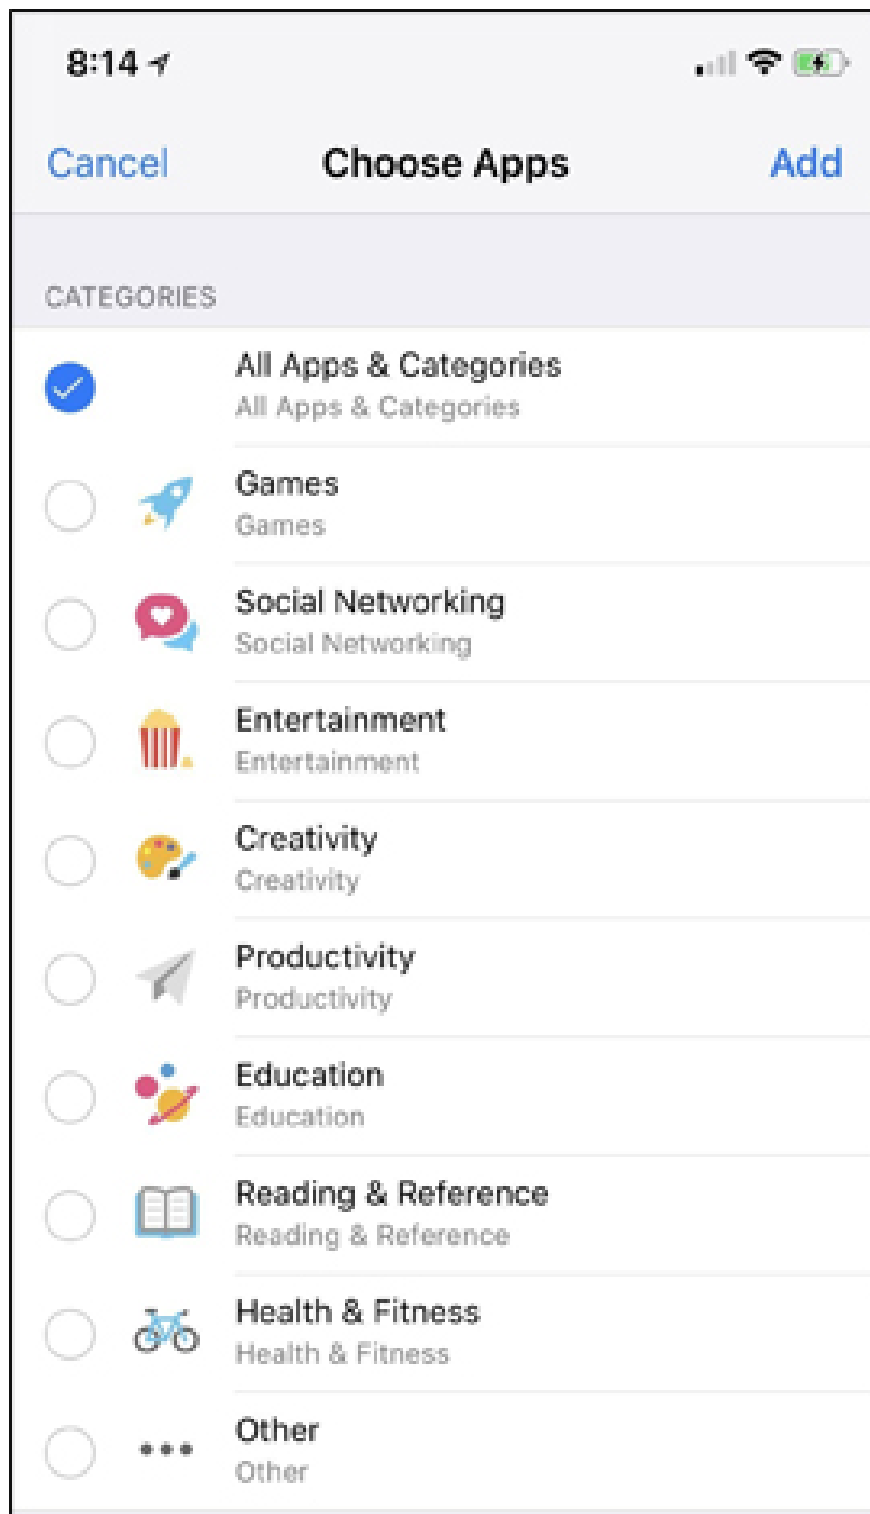 8:14
Cancel Choose Apps Add
CATEGORIES
All Apps & Categories
All Apps & Categories
Games
Games
Social Networking
Social Networking
Entertainment
Entertainment
Creativity
Creativity
Productivity
Productivity
Education
Education
Reading & Reference
Reading & Reference
Health & Fitness
Health & Fitness
Other
Other